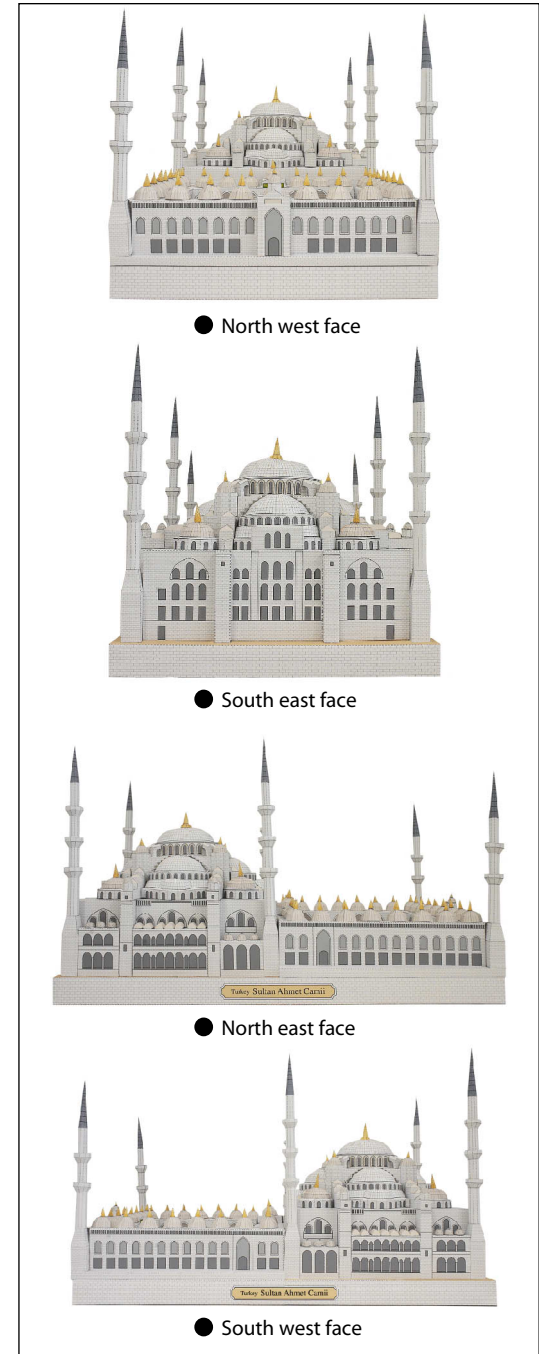 ● North west face
● South east face
Turkey Sultan Ahmet Camii
● North east face
Turkey Sultan Ahmet Camii
● South west face